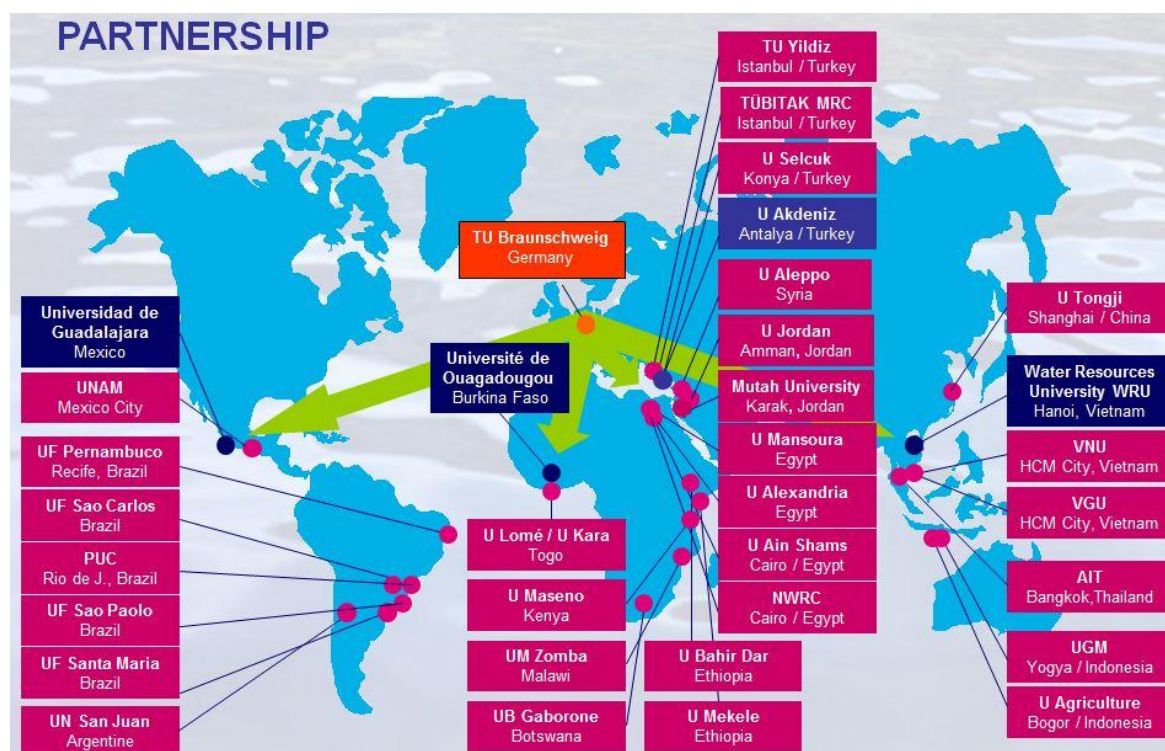 PARTNERSHIP
TU Yildiz
Istanbul / Turkey
TÜBITAK MRC
Istanbul / Turkey
U Selcuk
Konya / Turkey
U Akdeniz
Antalya / Turkey
TU Braunschweig
Germany
U Aleppo
Syria
U Jordan
Amman, Jordan
Mutah University
Karak, Jordan
U Mansoura
Egypt
U Alexandria
Egypt
U Ain Shams
Cairo / Egypt
NWRC
Cairo / Egypt
Universidad de
Guadalajara
Mexico
UNAM
Mexico City
UF Pernambuco
Recife, Brazil
UF Sao Carlos
Brazil
PUC
Rio de J., Brazil
UF Sao Paolo
Brazil
UF Santa Maria
Brazil
UN San Juan
Argentine
Université de
Ouagadougou
Burkina Faso
U Lomé / U Kara
Togo
U Maseno
Kenya
UM Zomba
Malawi
UB Gaborone
Botswana
U Bahir Dar
Ethiopia
U Mekele
Ethiopia
U Tongji
Shanghai / China
Water Resources
University WRU
Hanoi, Vietnam
VNU
HCM City, Vietnam
VGU
HCM City, Vietnam
AIT
Bangkok,Thailand
UGM
Yogya / Indonesia
U Agriculture
Bogor / Indonesia